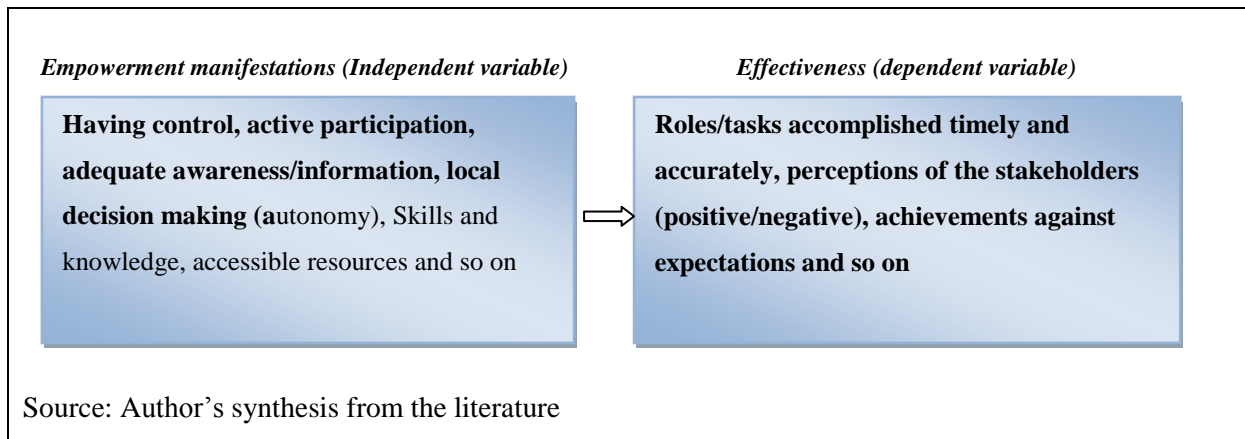 Empowerment manifestations (Independent variable)
Having control, active participation,
adequate awareness/information, local
decision making (autonomy), Skills and
knowledge, accessible resources and so on
Effectiveness (dependent variable)
Roles/tasks accomplished timely and
accurately, perceptions of the stakeholders
(positive/negative), achievements against
expectations and so on
Source: Author’s synthesis from the literature